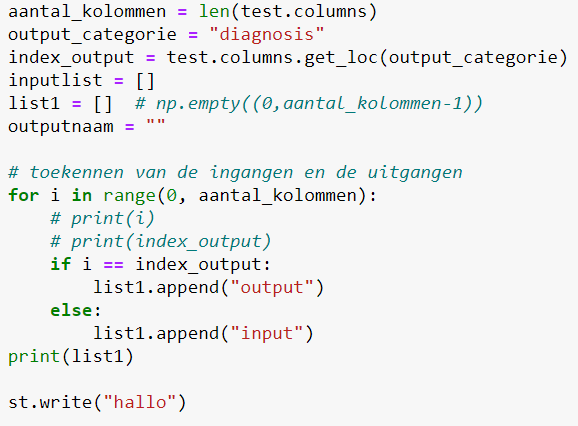 aantal_kolommen = len(test.columns)
output_categorie = "diagnosis"
index_output = test.columns.get_loc(output_categorie)
inputlist = []
list1 = []  # np.empty((0,aantal_kolommen-1))
outputnaam = ""

# toekennen van de ingangen en de uitgangen
for i in range(0, aantal_kolommen):
    # print(i)
    # print(index_output)
    if i == index_output:
        list1.append("output")
    else:
        list1.append("input")
print(list1)

st.write("hallo")